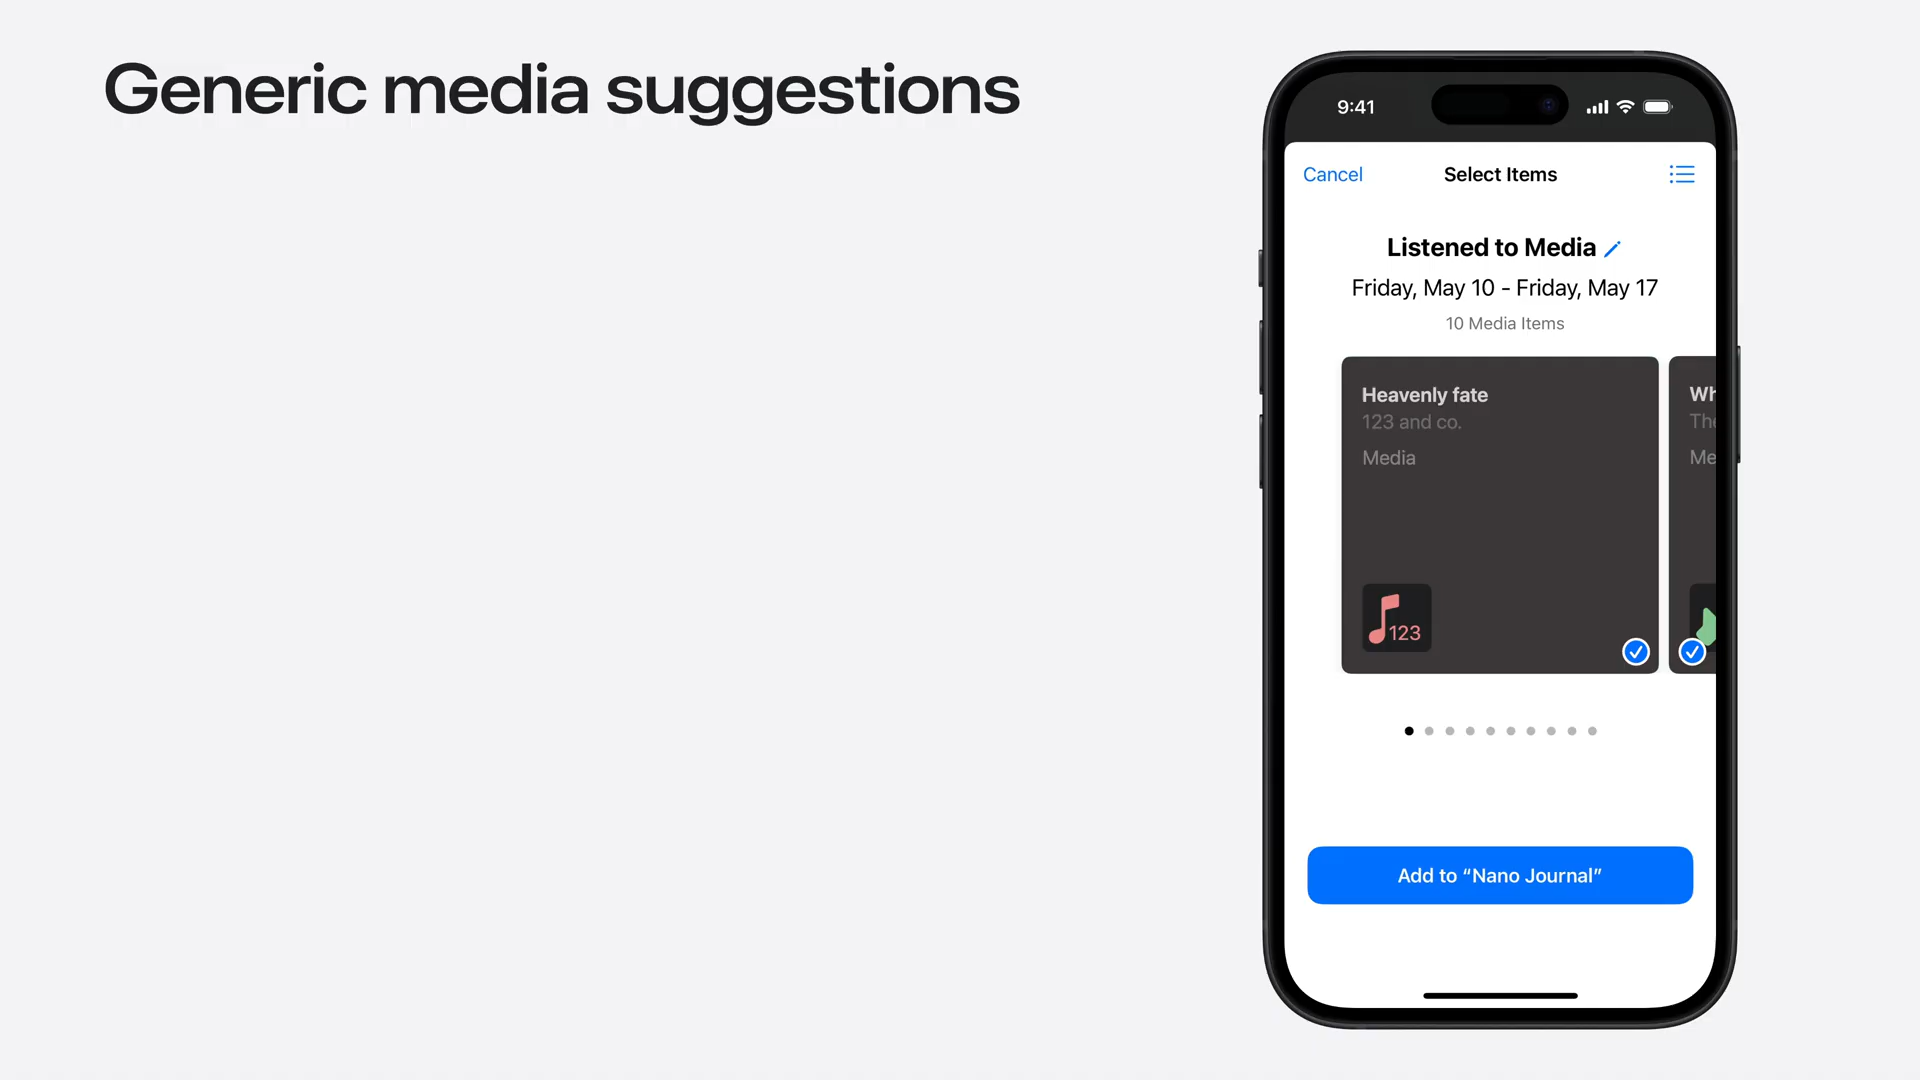 Generic media suggestions
9:41
Cancel
Select Items
Listened to Media
Friday, May 10 - Friday, May 17
10 Media Items
Heavenly fate
123 and co.
Media
123
Add to “Nano Journal”